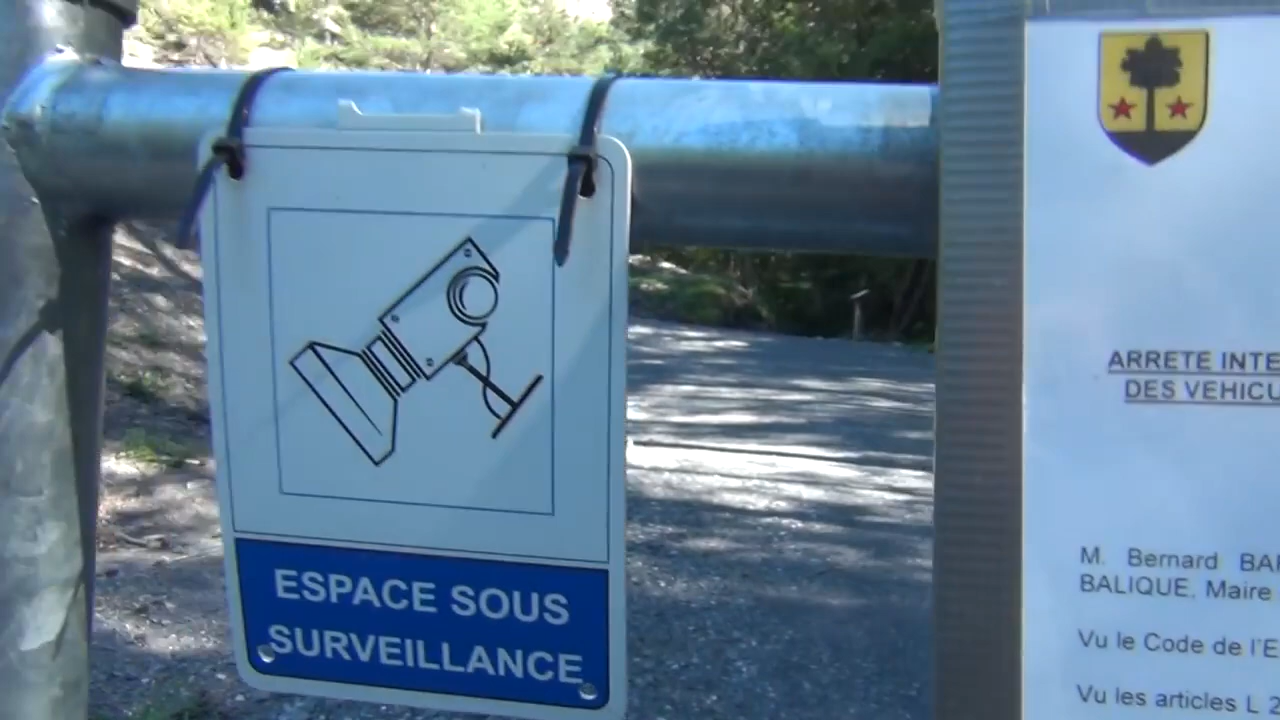 ESPACE SOUS
SURVEILLANCE
ARRETE INTE
DES VEHICU
M. Bernard BA
BALIQUE, Maire
Vu le Code de l'E
Vu les articles L 2